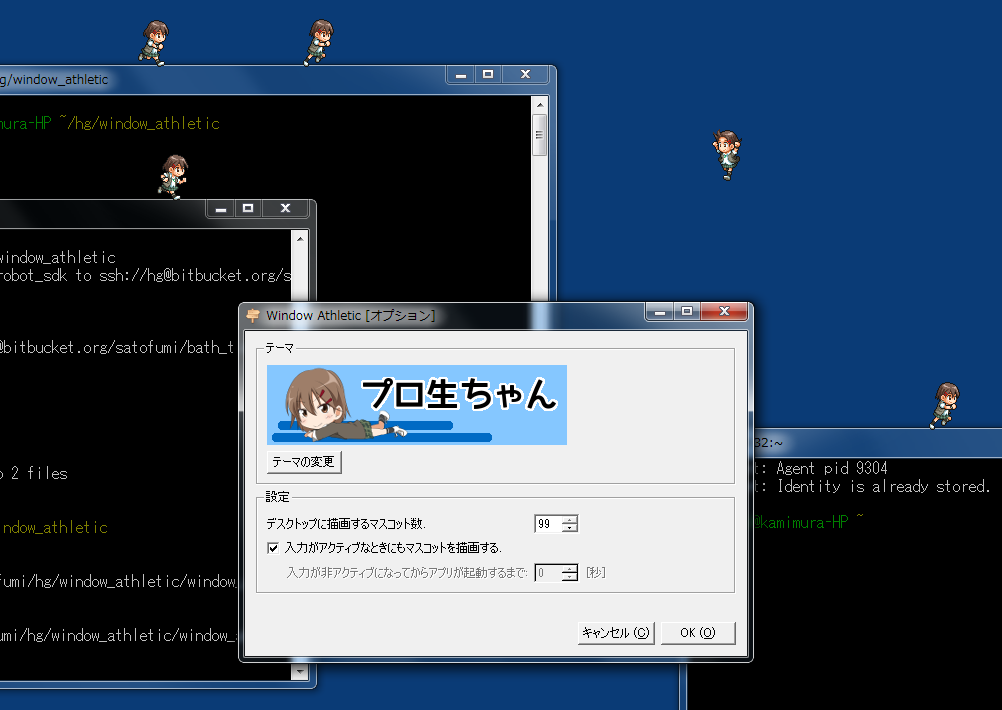 g/window_athletic
mura-HP ~/hg/window_athletic
window_athletic
robot_sdk to ssh://hg@bitbucket.org/s
@bitbucket.org/satofumi/bath_t
o 2 files
indow_athletic
fumi/hg/window_athletic/window_
umi/hg/window_athletic/window_a
Window Athletic [オプション]
テーマ
プロ生ちゃん
テーマの変更
設定
デスクトップに描画するマスコット数.
99
入力がアクティブなときにもマスコットを描画する.
入力が非アクティブになってからアプリが起動するまで:
0
[秒]
キャンセル (C)
OK (O)
32:~
t: Agent pid 9304
t: Identity is already stored.
@kamimura-HP ~